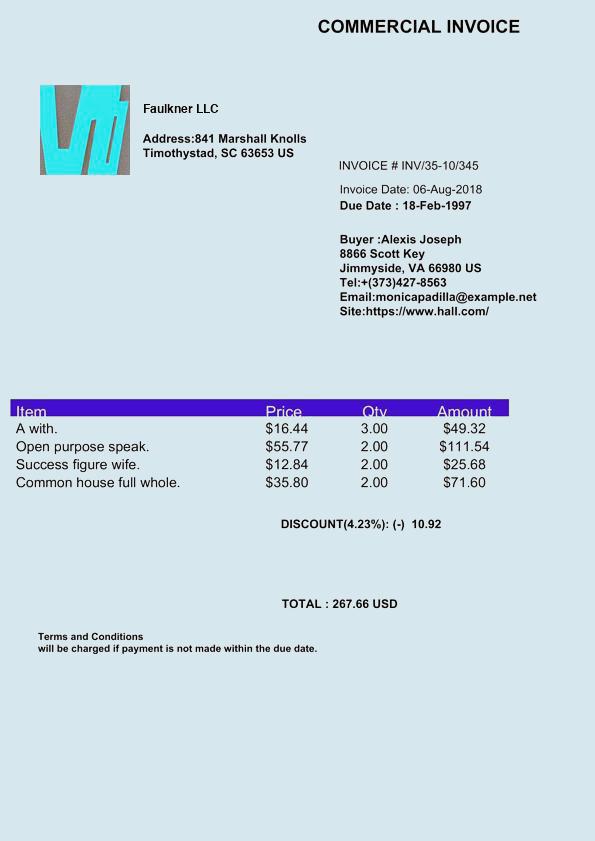 COMMERCIAL INVOICE
Faulkner LLC
Address:841 Marshall Knolls
Timothystad, SC 63653 US
INVOICE # INV/35-10/345
Invoice Date: 06-Aug-2018
Due Date : 18-Feb-1997
Buyer :Alexis Joseph
8866 Scott Key
Jimmyside, VA 66980 US
Tel:+(373)427-8563
Email:monicapadilla@example.net
Site:https://www.hall.com/
Item Price Qty Amount
A with. $16.44 3.00 $49.32
Open purpose speak. $55.77 2.00 $111.54
Success figure wife. $12.84 2.00 $25.68
Common house full whole. $35.80 2.00 $71.60
DISCOUNT(4.23%): (-) 10.92
TOTAL : 267.66 USD
Terms and Conditions
will be charged if payment is not made within the due date.